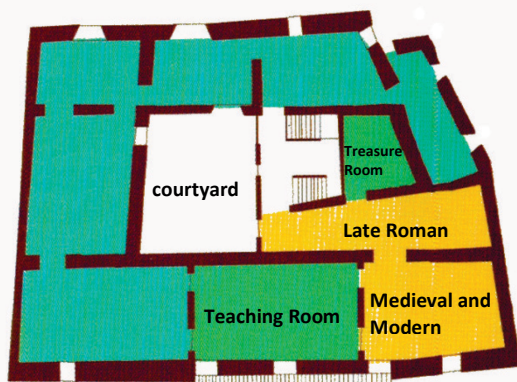 Treasure
Room
courtyard
Late Roman
Teaching Room
Medieval and
Modern